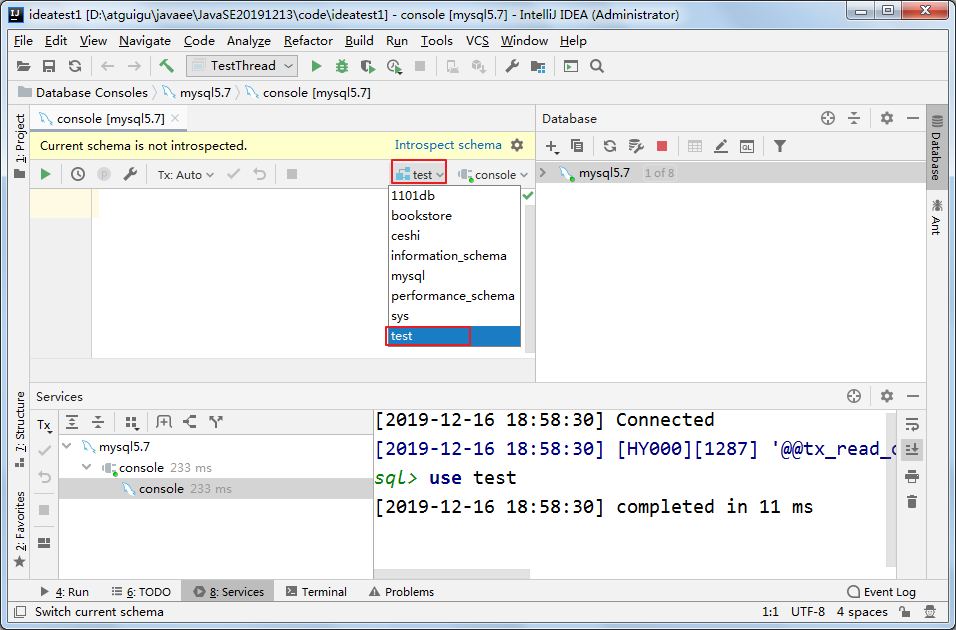 ideatest1 [D:\atguigu\javaee\JavaSE20191213\code\ideatest1] - console [mysql5.7] - IntelliJ IDEA (Administrator)
File Edit View Navigate Code Analyze Refactor Build Run Tools VCS Window Help
TestThread
Database Consoles mysql5.7 console [mysql5.7]
1: Project
console [mysql5.7]
Database
Current schema is not introspected.
Introspect schema
Tx: Auto
test
console
mysql5.7 1 of 8
1101db
bookstore
ceshi
information_schema
mysql
performance_schema
sys
test
Database
Ant
Services
Tx
mysql5.7
console 233 ms
console 233 ms
[2019-12-16 18:58:30] Connected
[2019-12-16 18:58:30] [HY000][1287] '@@tx_read_
sql> use test
[2019-12-16 18:58:30] completed in 11 ms
7: Structure
2: Favorites
4: Run 6: TODO 8: Services Terminal Problems Event Log
Switch current schema
1:1 UTF-8 4 spaces